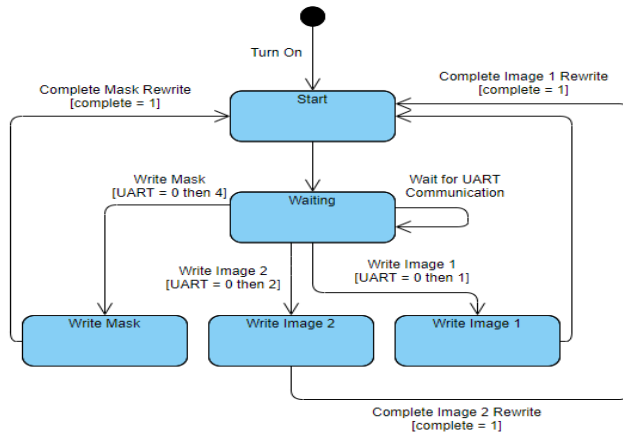 Turn On
Complete Mask Rewrite
[complete = 1]
Complete Image 1 Rewrite
[complete = 1]
Start
Write Mask
[UART = 0 then 4]
Wait for UART
Communication
Waiting
Write Image 2
[UART = 0 then 2]
Write Image 1
[UART = 0 then 1]
Write Mask
Write Image 2
Write Image 1
Complete Image 2 Rewrite
[complete = 1]